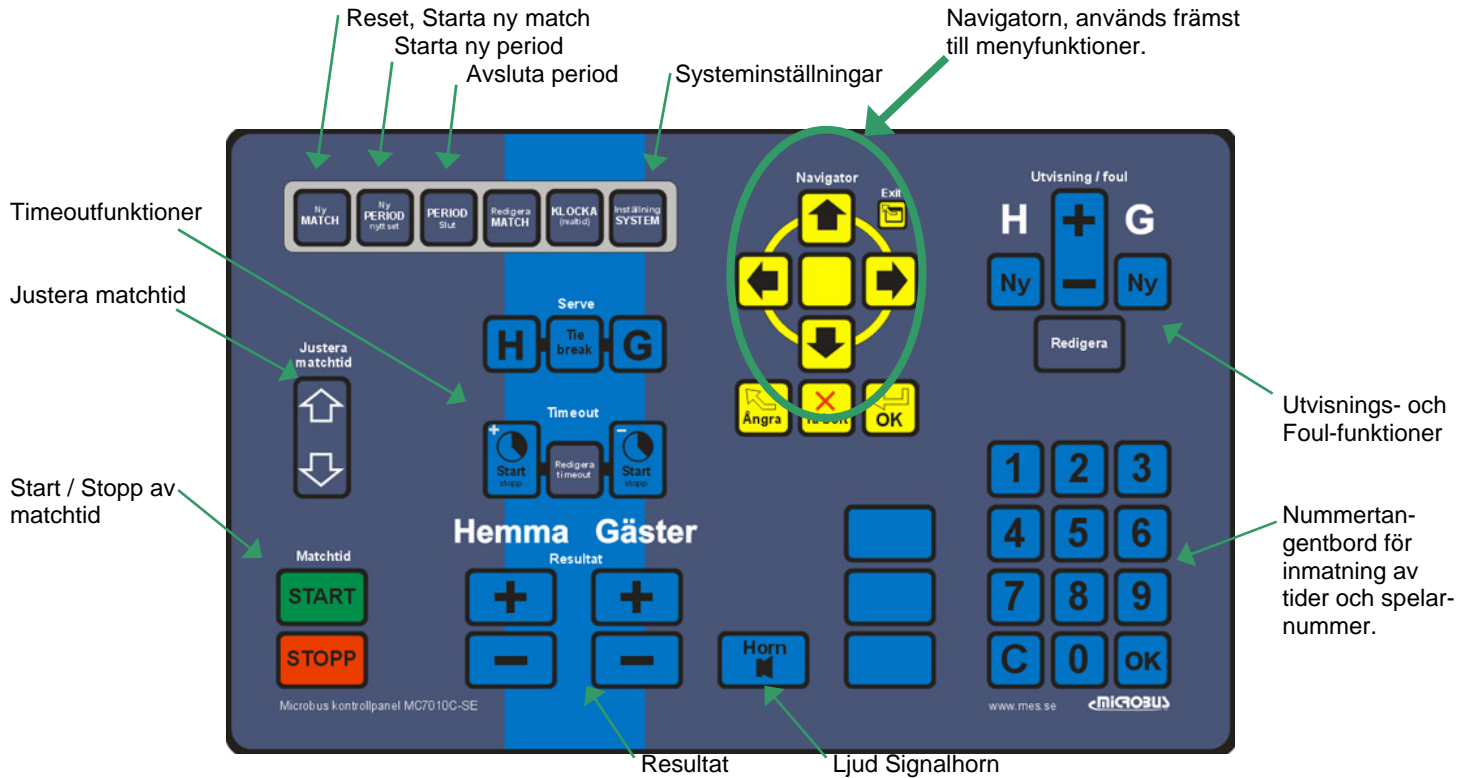 Reset, Starta ny match
Starta ny period
Avsluta period
Systeminställningar
Navigatorn, används främst
till menyfunktioner.
Timeoutfunktioner
Justera matchtid
Start / Stopp av
matchtid
Ny
MATCH
Ny
PERIOD
nytt set
PERIOD
Slut
Redigera
MATCH
KLOCKA
(realtid)
Inställning
SYSTEM
Navigator
Exit
Utvisning / foul
H
+
G
Ny
−
Ny
Redigera
Serve
H
Tie
break
G
Justera
matchtid
Ångra
OK
Timeout
+
Start
stopp
Redigera
timeout
−
Start
stopp
Utvisnings- och
Foul-funktioner
Hemma Gäster
Resultat
+ +
− −
Matchtid
START
STOPP
Horn
1 2 3
4 5 6
7 8 9
C 0 OK
Nummertan-
gentbord för
inmatning av
tider och spelar-
nummer.
Microbus kontrollpanel MC7010C-SE
www.mes.se
MICROBUS
Resultat
Ljud Signalhorn